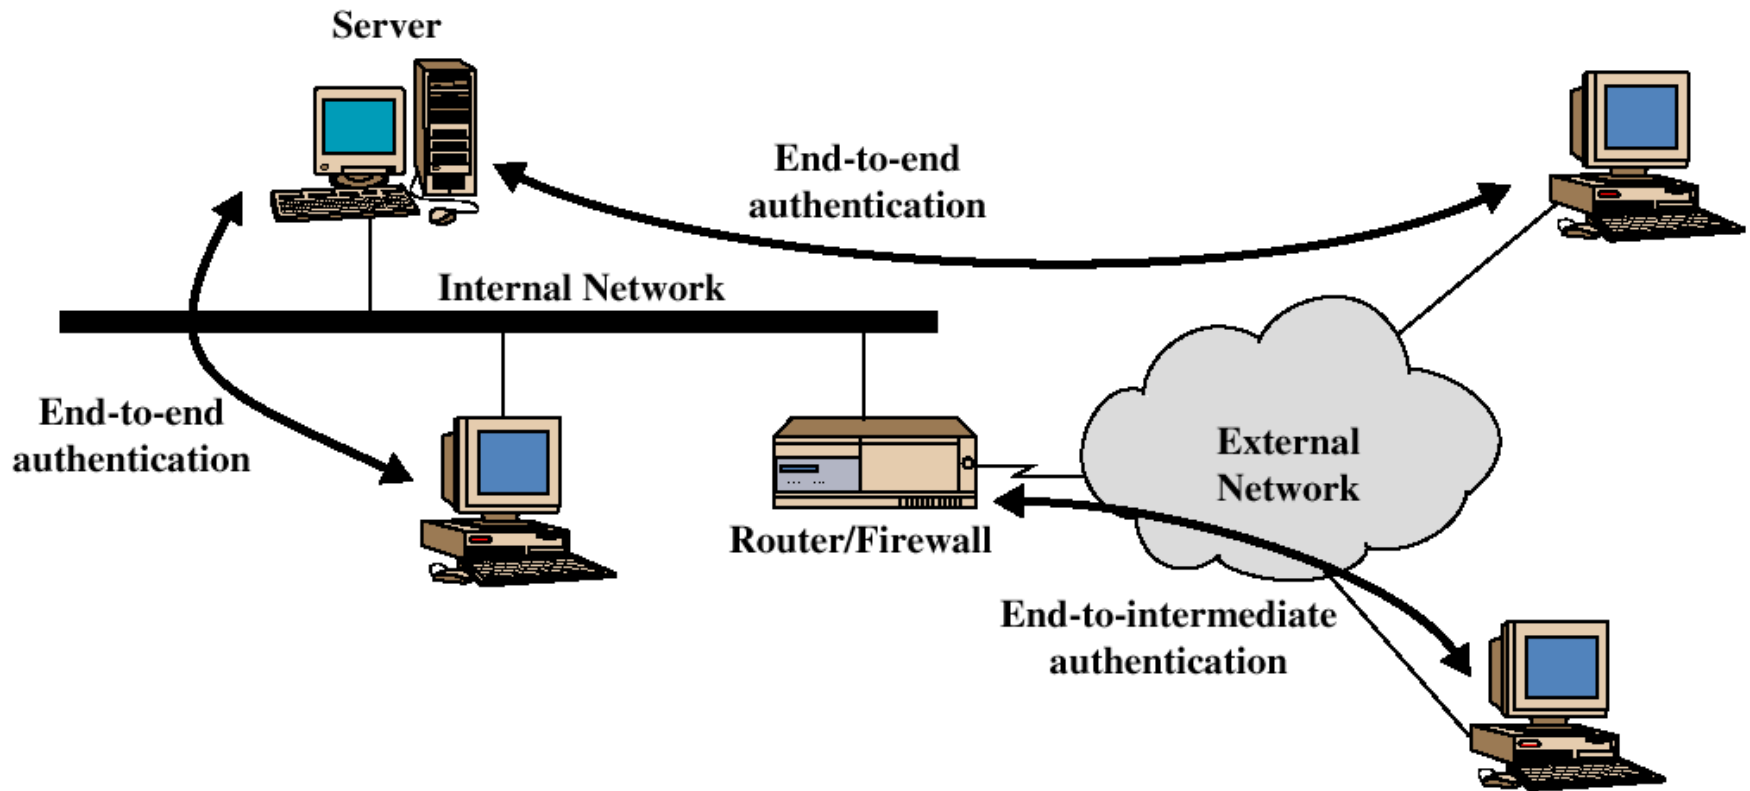 Server
End-to-end
authentication
Internal Network
End-to-end
authentication
External
Network
Router/Firewall
End-to-intermediate
authentication